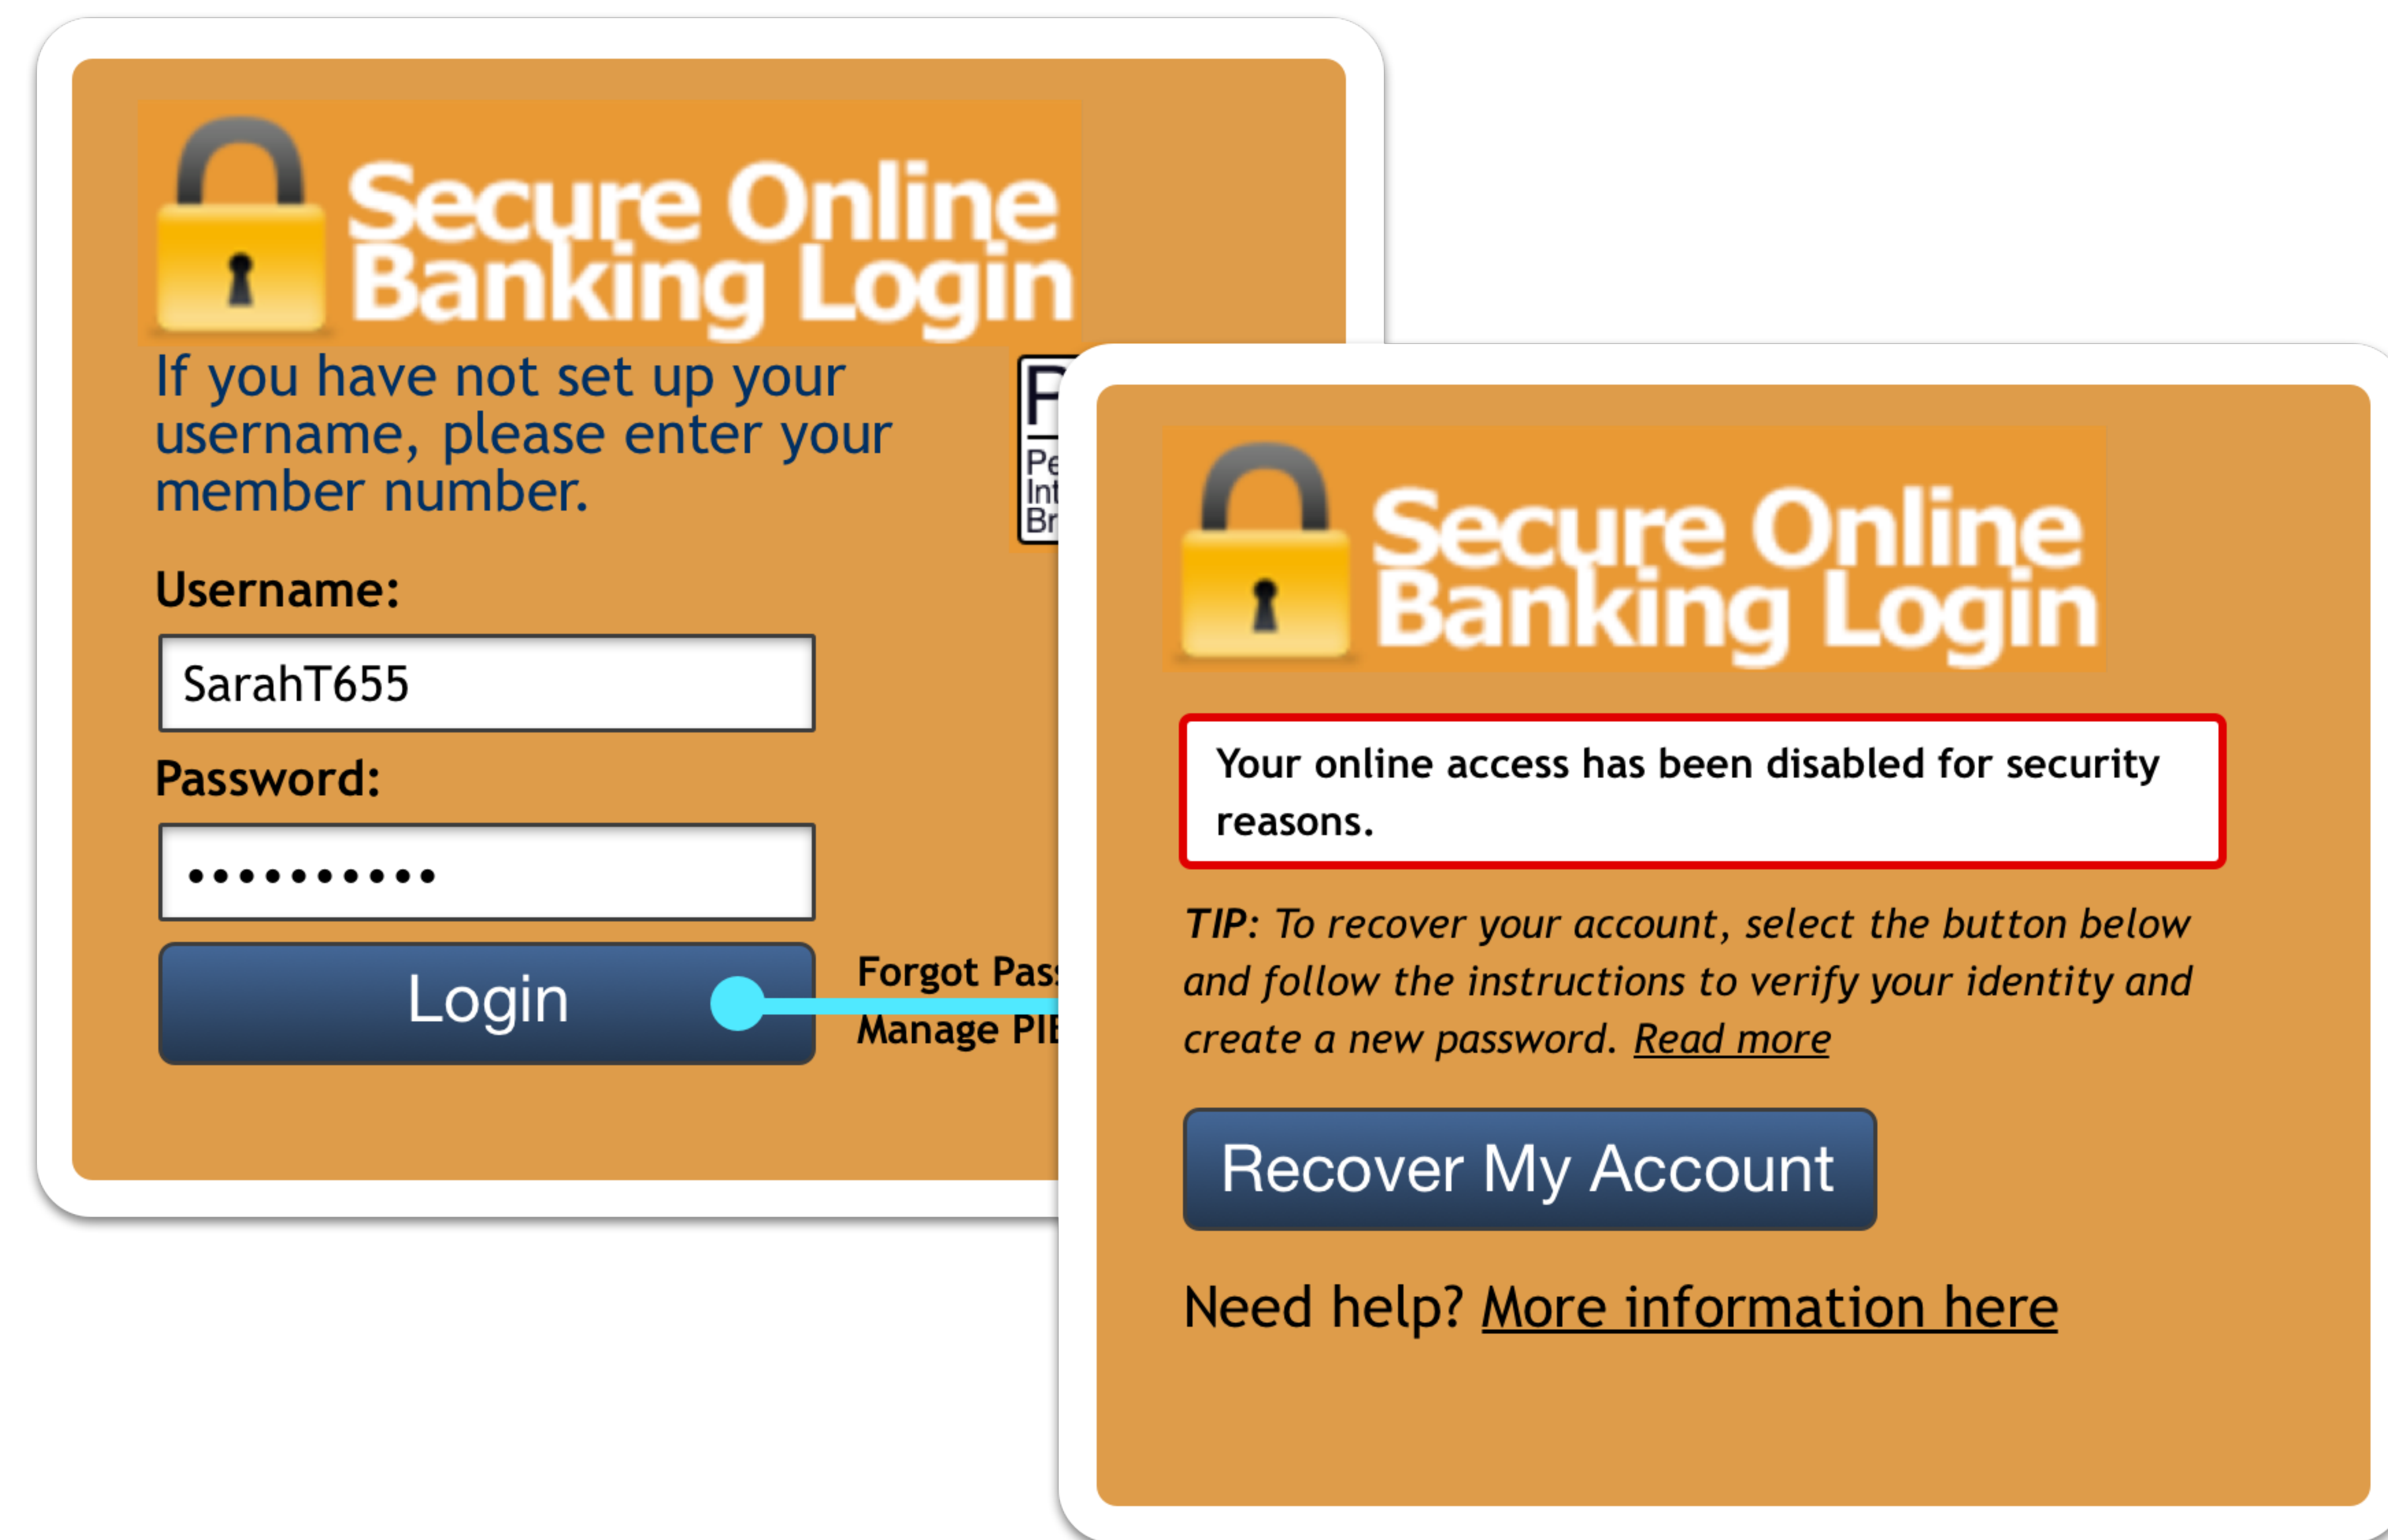 Secure Online
Banking Login
If you have not set up your
username, please enter your
member number.
Username:
SarahT655
Password:
Login
Forgot
Manage
Secure Online
Banking Login
Your online access has been disabled for security
reasons.
TIP: To recover your account, select the button below
and follow the instructions to verify your identity and
create a new password. Read more
Recover My Account
Need help? More information here